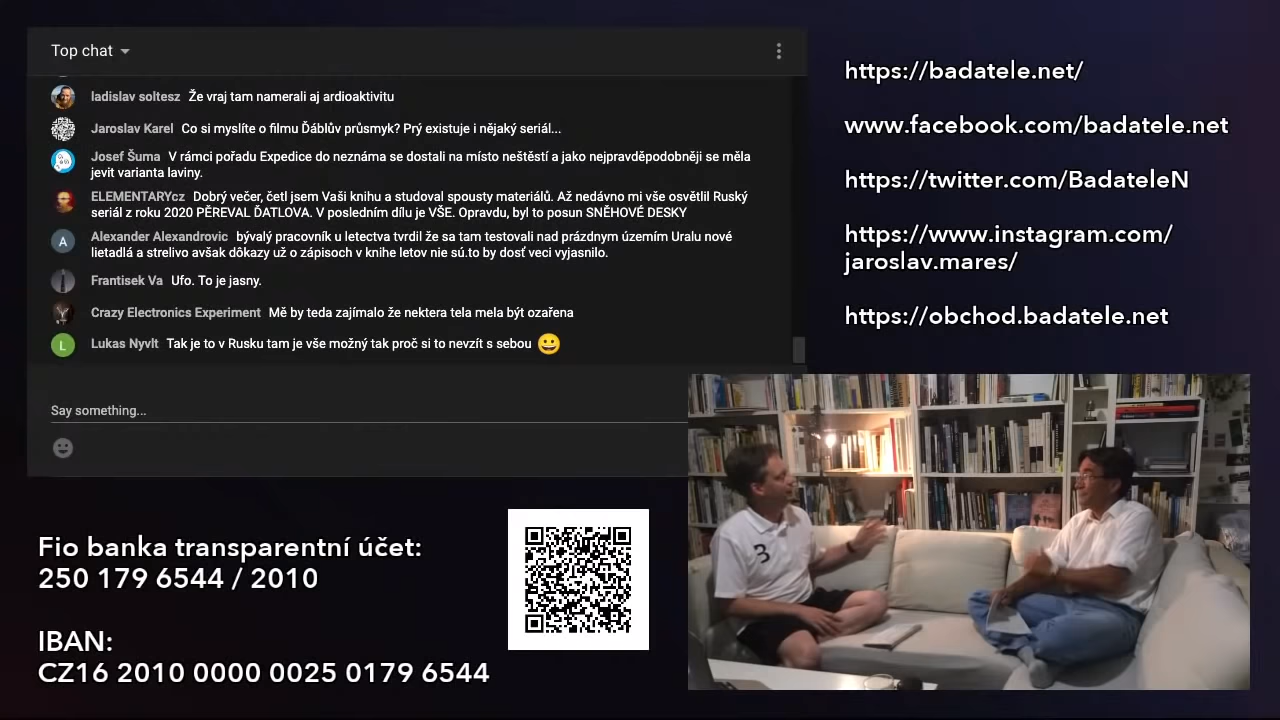 Top chat
ladislav soltesz Že vraj tam namerali aj ardioaktivitu
Jaroslav Karel Co si myslíte o filmu Ďáblův průsmyk? Prý existuje i nějaký seriál...
Josef Šuma V rámci pořadu Expedice do neznáma se dostali na místo neštěstí a jako nejpravděpodobněji se měla
jevit varianta laviny.
ELEMENTARYcz Dobrý večer, četl jsem Vaši knihu a studoval spousty materiálů. Až nedávno mi vše osvětlil Ruský
seriál z roku 2020 PĚREVAL ĎATLOVA. V posledním dílu je VŠE. Opravdu, byl to posun SNĚHOVÉ DESKY
A
Alexander Alexandrovic bývalý pracovník u letectva tvrdil že sa tam testovali nad prázdnym územím Uralu nové
lietadlá a strelivo avšak dôkazy už o zápisoch v knihe letov nie sú.to by dosť veci vyjasnilo.
Frantisek Va Ufo. To je jasny.
Crazy Electronics Experiment Mě by teda zajímalo že nektera tela mela být ozařena
L
Lukas Nyvlt Tak je to v Rusku tam je vše možný tak proč si to nevzít s sebou 😀
Say something...
https://badatele.net/
www.facebook.com/badatele.net
https://twitter.com/BadateleN
https://www.instagram.com/
jaroslav.mares/
https://obchod.badatele.net
3
Fio banka transparentní účet:
250 179 6544 / 2010
IBAN:
CZ16 2010 0000 0025 0179 6544